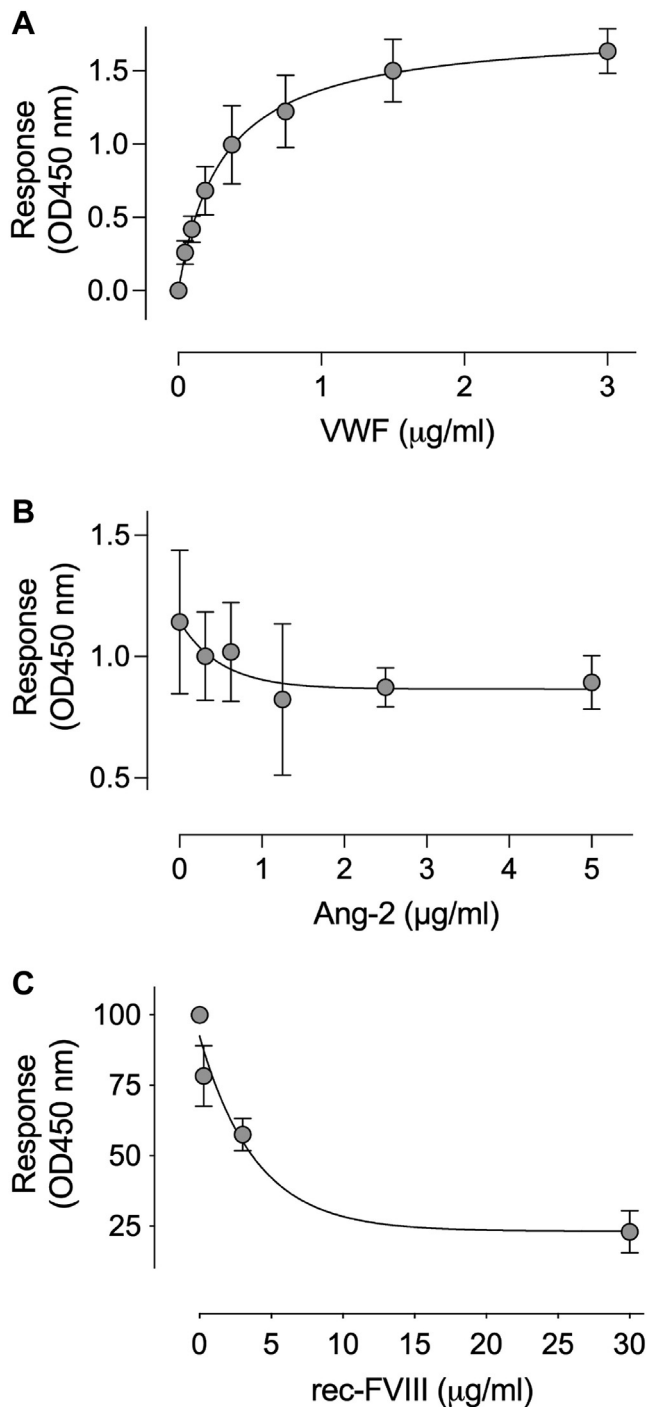 A
Response
(OD450 nm)
1.5
1.0
0.5
0.0
0 1 2 3
VWF (μg/ml)
B
Response
(OD450 nm)
1.5
1.0
0.5
0 1 2 3 4 5
Ang-2 (μg/ml)
C
Response
(OD450 nm)
100
75
50
25
0 5 10 15 20 25 30
rec-FVIII (μg/ml)